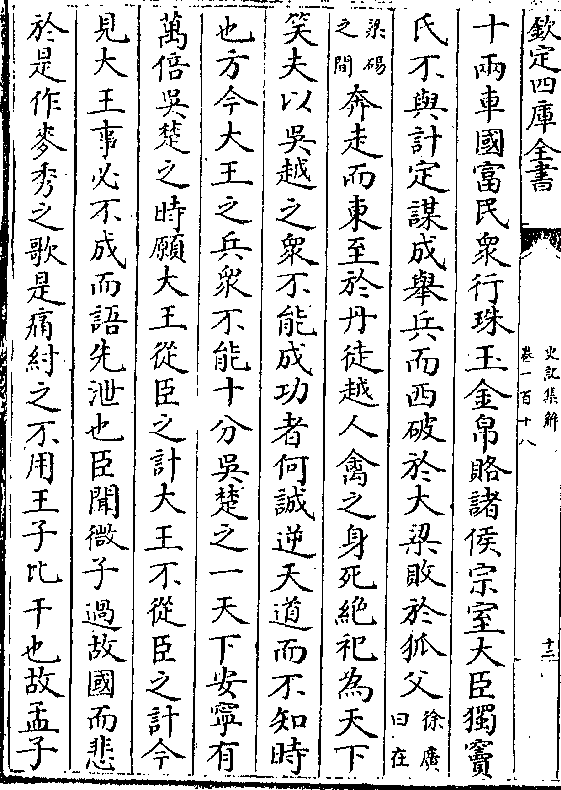 欽定四庫全書
史記集解
卷一百十八
十三
十兩車國富民衆行珠玉金帛賂諸侯宗室大臣獨竇
氏不與計定謀成舉兵而西破於大梁敗於狐父徐廣曰在
梁碭之間奔走而東至於丹徒越人禽之身死絶祀為天下
笑夫以吳越之衆不能成功者何誠逆天道而不知時
也方今大王之兵衆不能十分吳楚之一天下安寧有
萬倍吳楚之時願大王從臣之計大王不從臣之計今
見大王事必不成而語先泄也臣聞微子過故國而悲
於是作麥秀之歌是痛紂之不用王子比干也故孟子